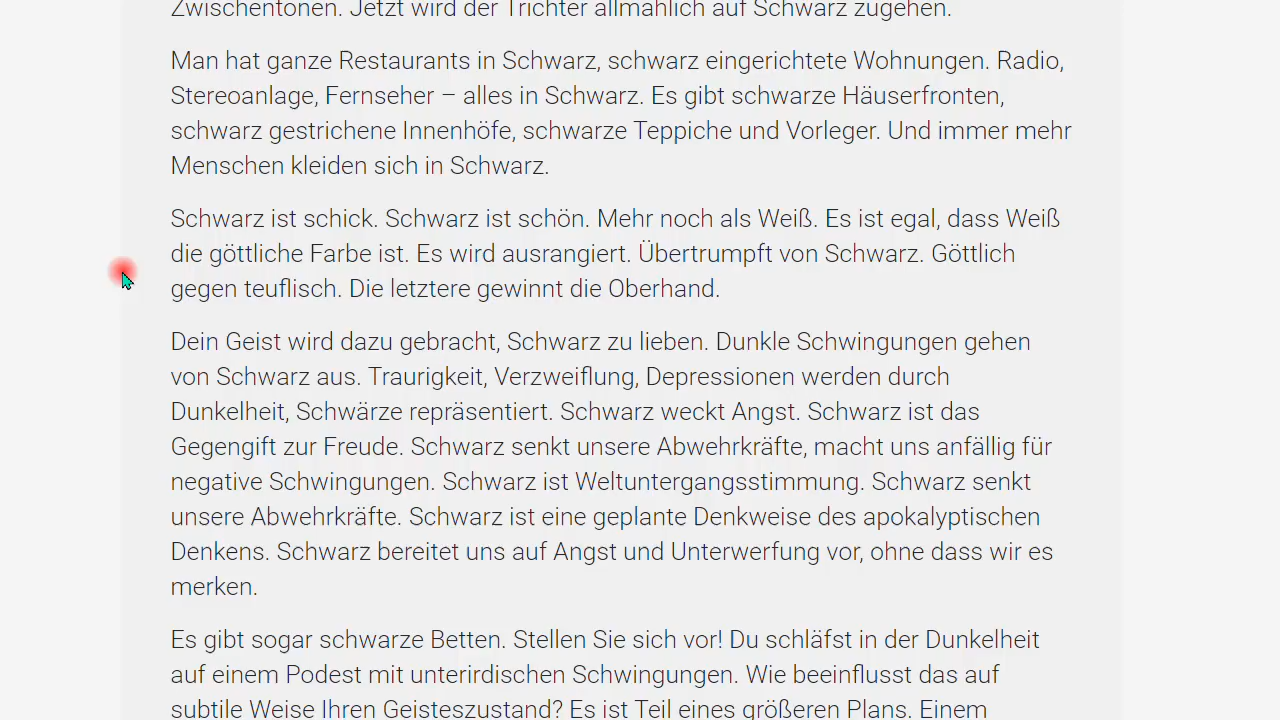 Zwischentönen. Jetzt wird der Trichter allmählich auf Schwarz zugehen.
Man hat ganze Restaurants in Schwarz, schwarz eingerichtete Wohnungen. Radio,
Stereoanlage, Fernseher – alles in Schwarz. Es gibt schwarze Häuserfronten,
schwarz gestrichene Innenhöfe, schwarze Teppiche und Vorleger. Und immer mehr
Menschen kleiden sich in Schwarz.
Schwarz ist schick. Schwarz ist schön. Mehr noch als Weiß. Es ist egal, dass Weiß
die göttliche Farbe ist. Es wird ausrangiert. Übertrumpft von Schwarz. Göttlich
gegen teuflisch. Die letztere gewinnt die Oberhand.
Dein Geist wird dazu gebracht, Schwarz zu lieben. Dunkle Schwingungen gehen
von Schwarz aus. Traurigkeit, Verzweiflung, Depressionen werden durch
Dunkelheit, Schwärze repräsentiert. Schwarz weckt Angst. Schwarz ist das
Gegengift zur Freude. Schwarz senkt unsere Abwehrkräfte, macht uns anfällig für
negative Schwingungen. Schwarz ist Weltuntergangsstimmung. Schwarz senkt
unsere Abwehrkräfte. Schwarz ist eine geplante Denkweise des apokalyptischen
Denkens. Schwarz bereitet uns auf Angst und Unterwerfung vor, ohne dass wir es
merken.
Es gibt sogar schwarze Betten. Stellen Sie sich vor! Du schläfst in der Dunkelheit
auf einem Podest mit unterirdischen Schwingungen. Wie beeinflusst das auf
subtile Weise Ihren Geisteszustand? Es ist Teil eines größeren Plans. Einem